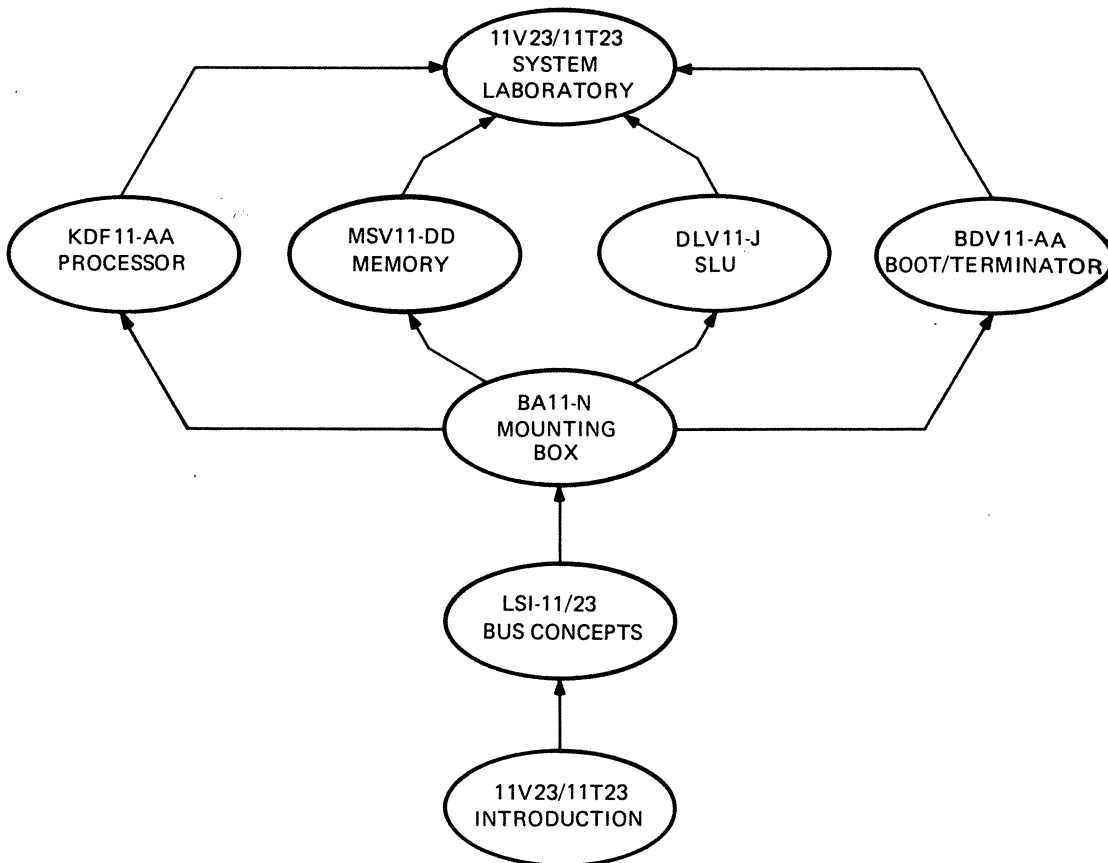 11V23/11T23
SYSTEM
LABORATORY
KDF11-AA
PROCESSOR
MSV11-DD
MEMORY
DLV11-J
SLU
BDV11-AA
BOOT/TERMINATOR
BA11-N
MOUNTING
BOX
LSI-11/23
BUS CONCEPTS
11V23/11T23
INTRODUCTION